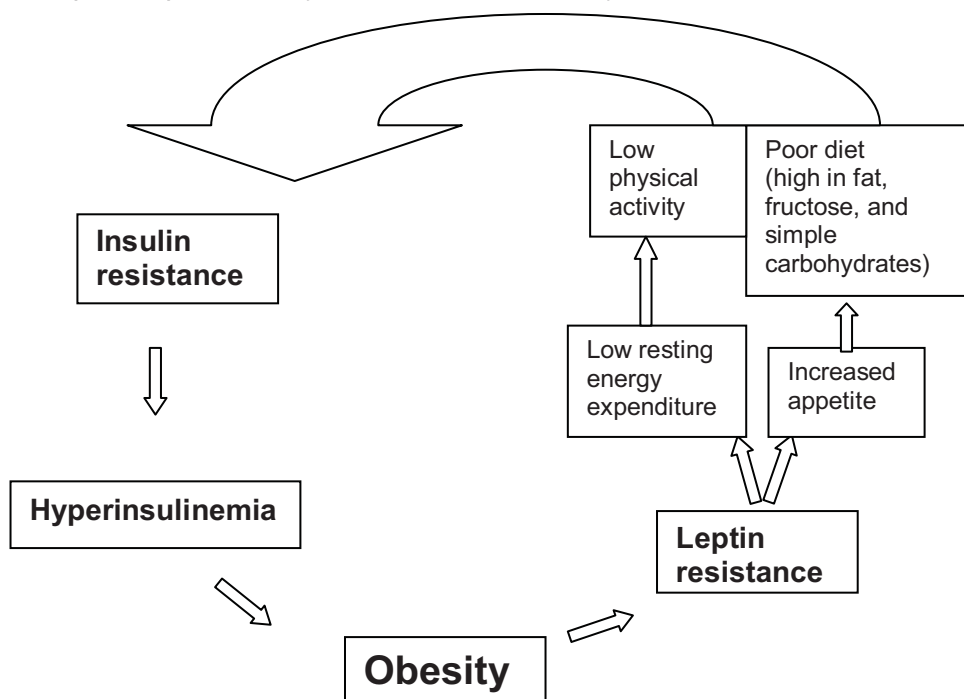 Low
physical
activity
Poor diet
(high in fat,
fructose, and
simple
carbohydrates)
Insulin
resistance
Low resting
energy
expenditure
Increased
appetite
Hyperinsulinemia
Leptin
resistance
Obesity